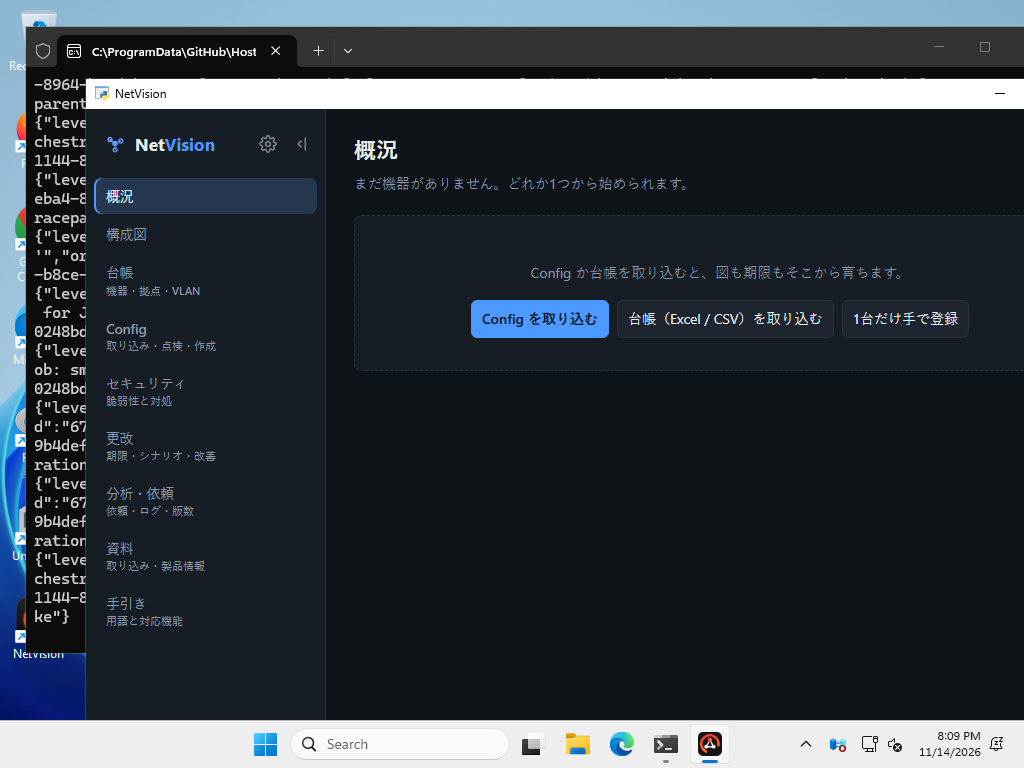 C:\ProgramData\GitHub\Host
-8964-
parent
{"leve
chestr
1144-8
{"leve
eba4-8
racepa
{"leve
'","or
-b8ce-
{"leve
for J
0248bd
{"leve
ob: sm
0248bd
{"leve
d":"67
9b4def
ration
{"leve
d":"67
9b4def
ration
{"leve
chestr
1144-8
ke"}
NetVision
NetVision
概況
構成図
台帳
機器・拠点・VLAN
Config
取り込み・点検・作成
セキュリティ
脆弱性と対処
更改
期限・シナリオ・改善
分析・依頼
依頼・ログ・版数
資料
取り込み・製品情報
手引き
用語と対応機能
概況
まだ機器がありません。どれか1つから始められます。
Config か台帳を取り込むと、図も期限もそこから育ちます。
Config を取り込む
台帳（Excel / CSV）を取り込む
1台だけ手で登録
NetVision
Search
8:09 PM
11/14/2026